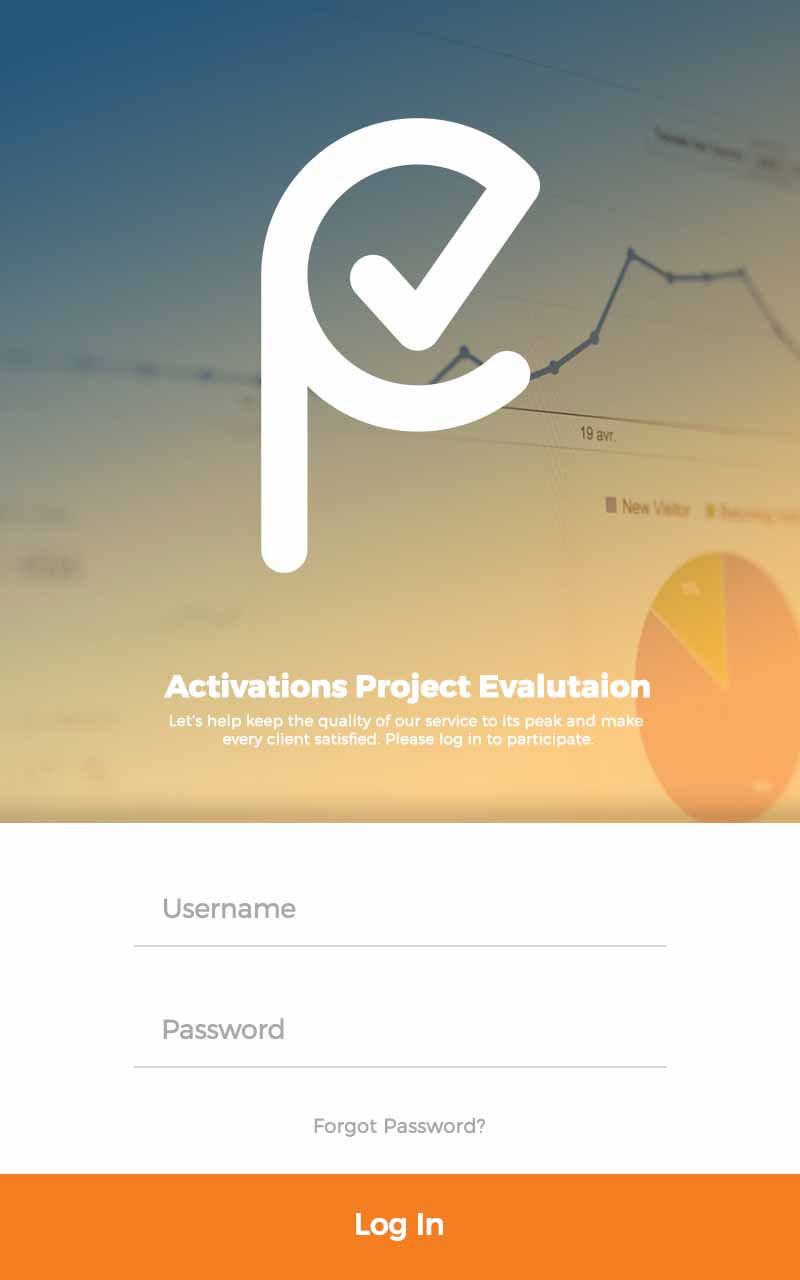 19 avr.
New Visitor
Activations Project Evalutaion
Let's help keep the quality of our service to its peak and make
every client satisfied. Please log in to participate.
Username
Password
Forgot Password?
Log In